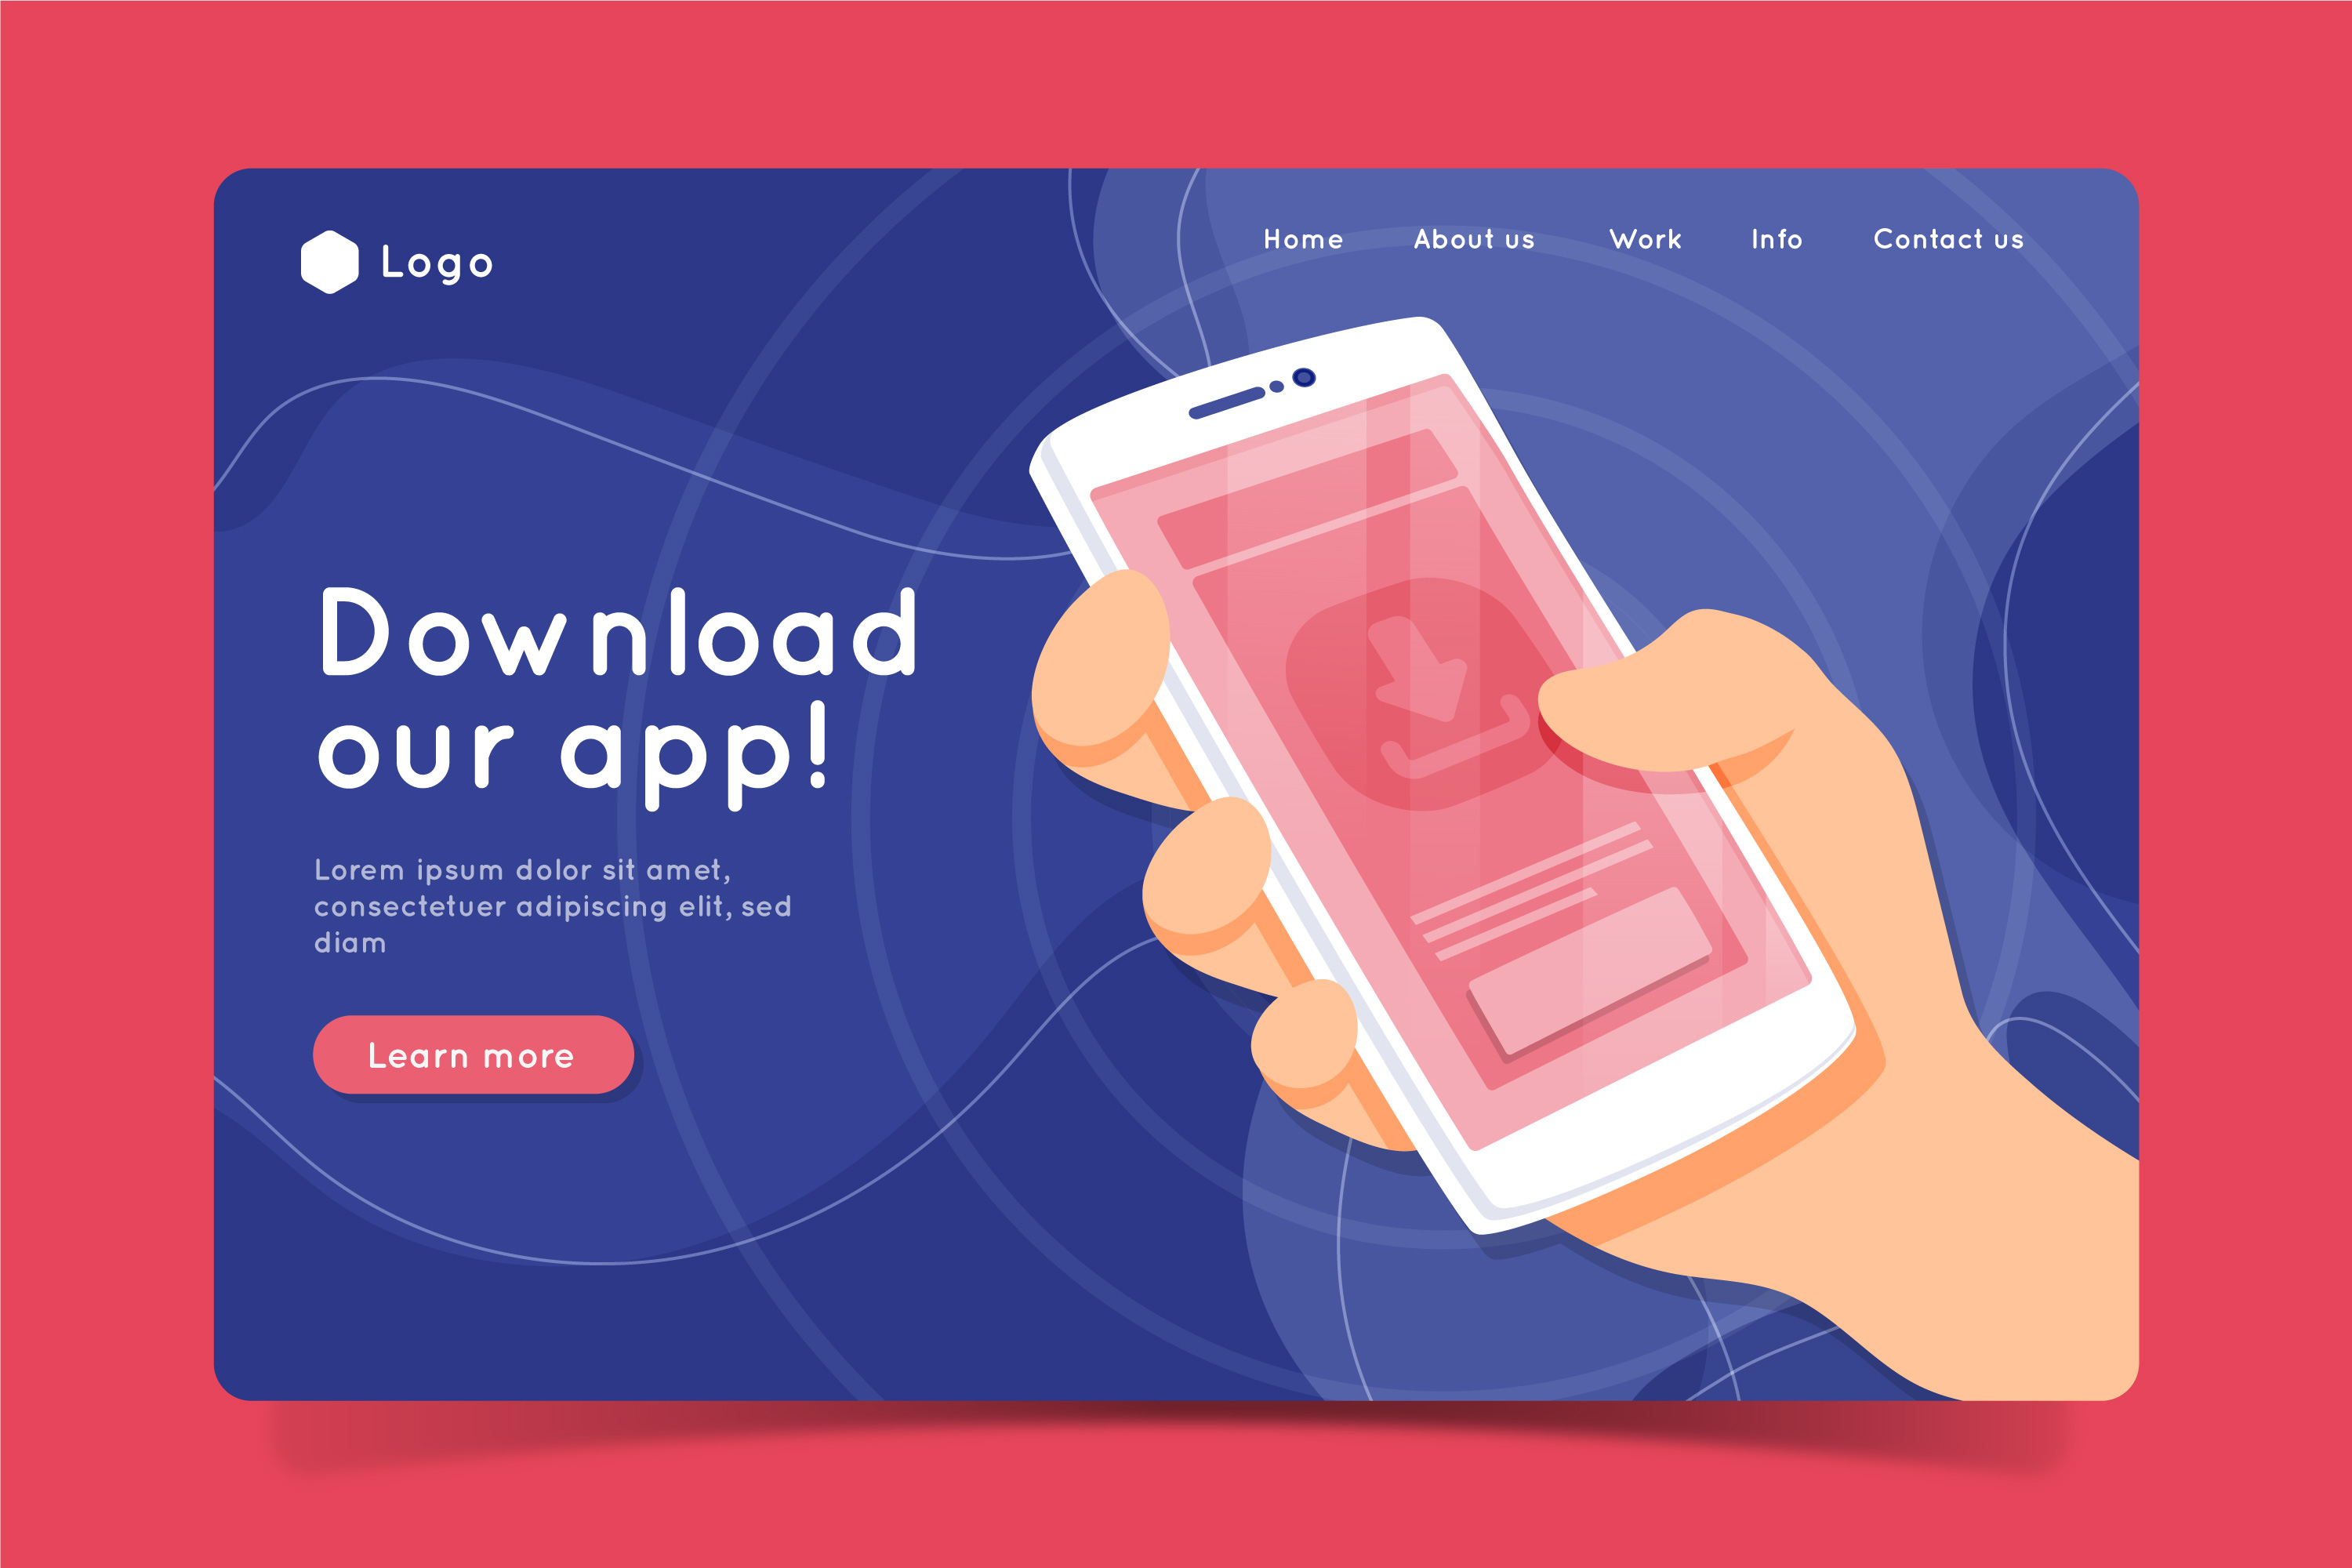 Logo
Home About us Work Info Contact us
Download
our app!
Lorem ipsum dolor sit amet,
consectetuer adipiscing elit, sed
diam
Learn more